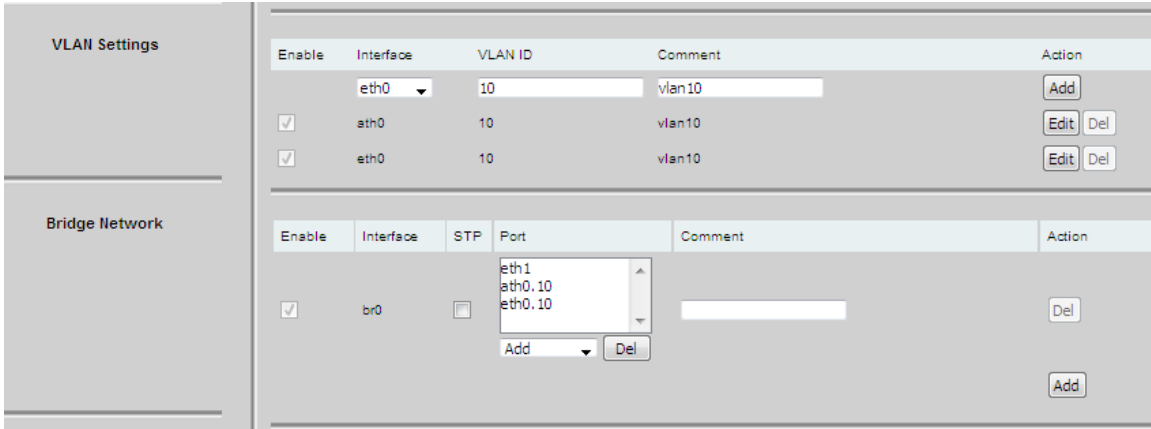 VLAN Settings
Enable Interface VLAN ID Comment Action
eth0 10 vlan10 Add
ath0 10 vlan10 Edit Del
eth0 10 vlan10 Edit Del
Bridge Network
Enable Interface STP Port Comment Action
eth1
ath0.10
eth0.10
br0 Del
Add Del
Add